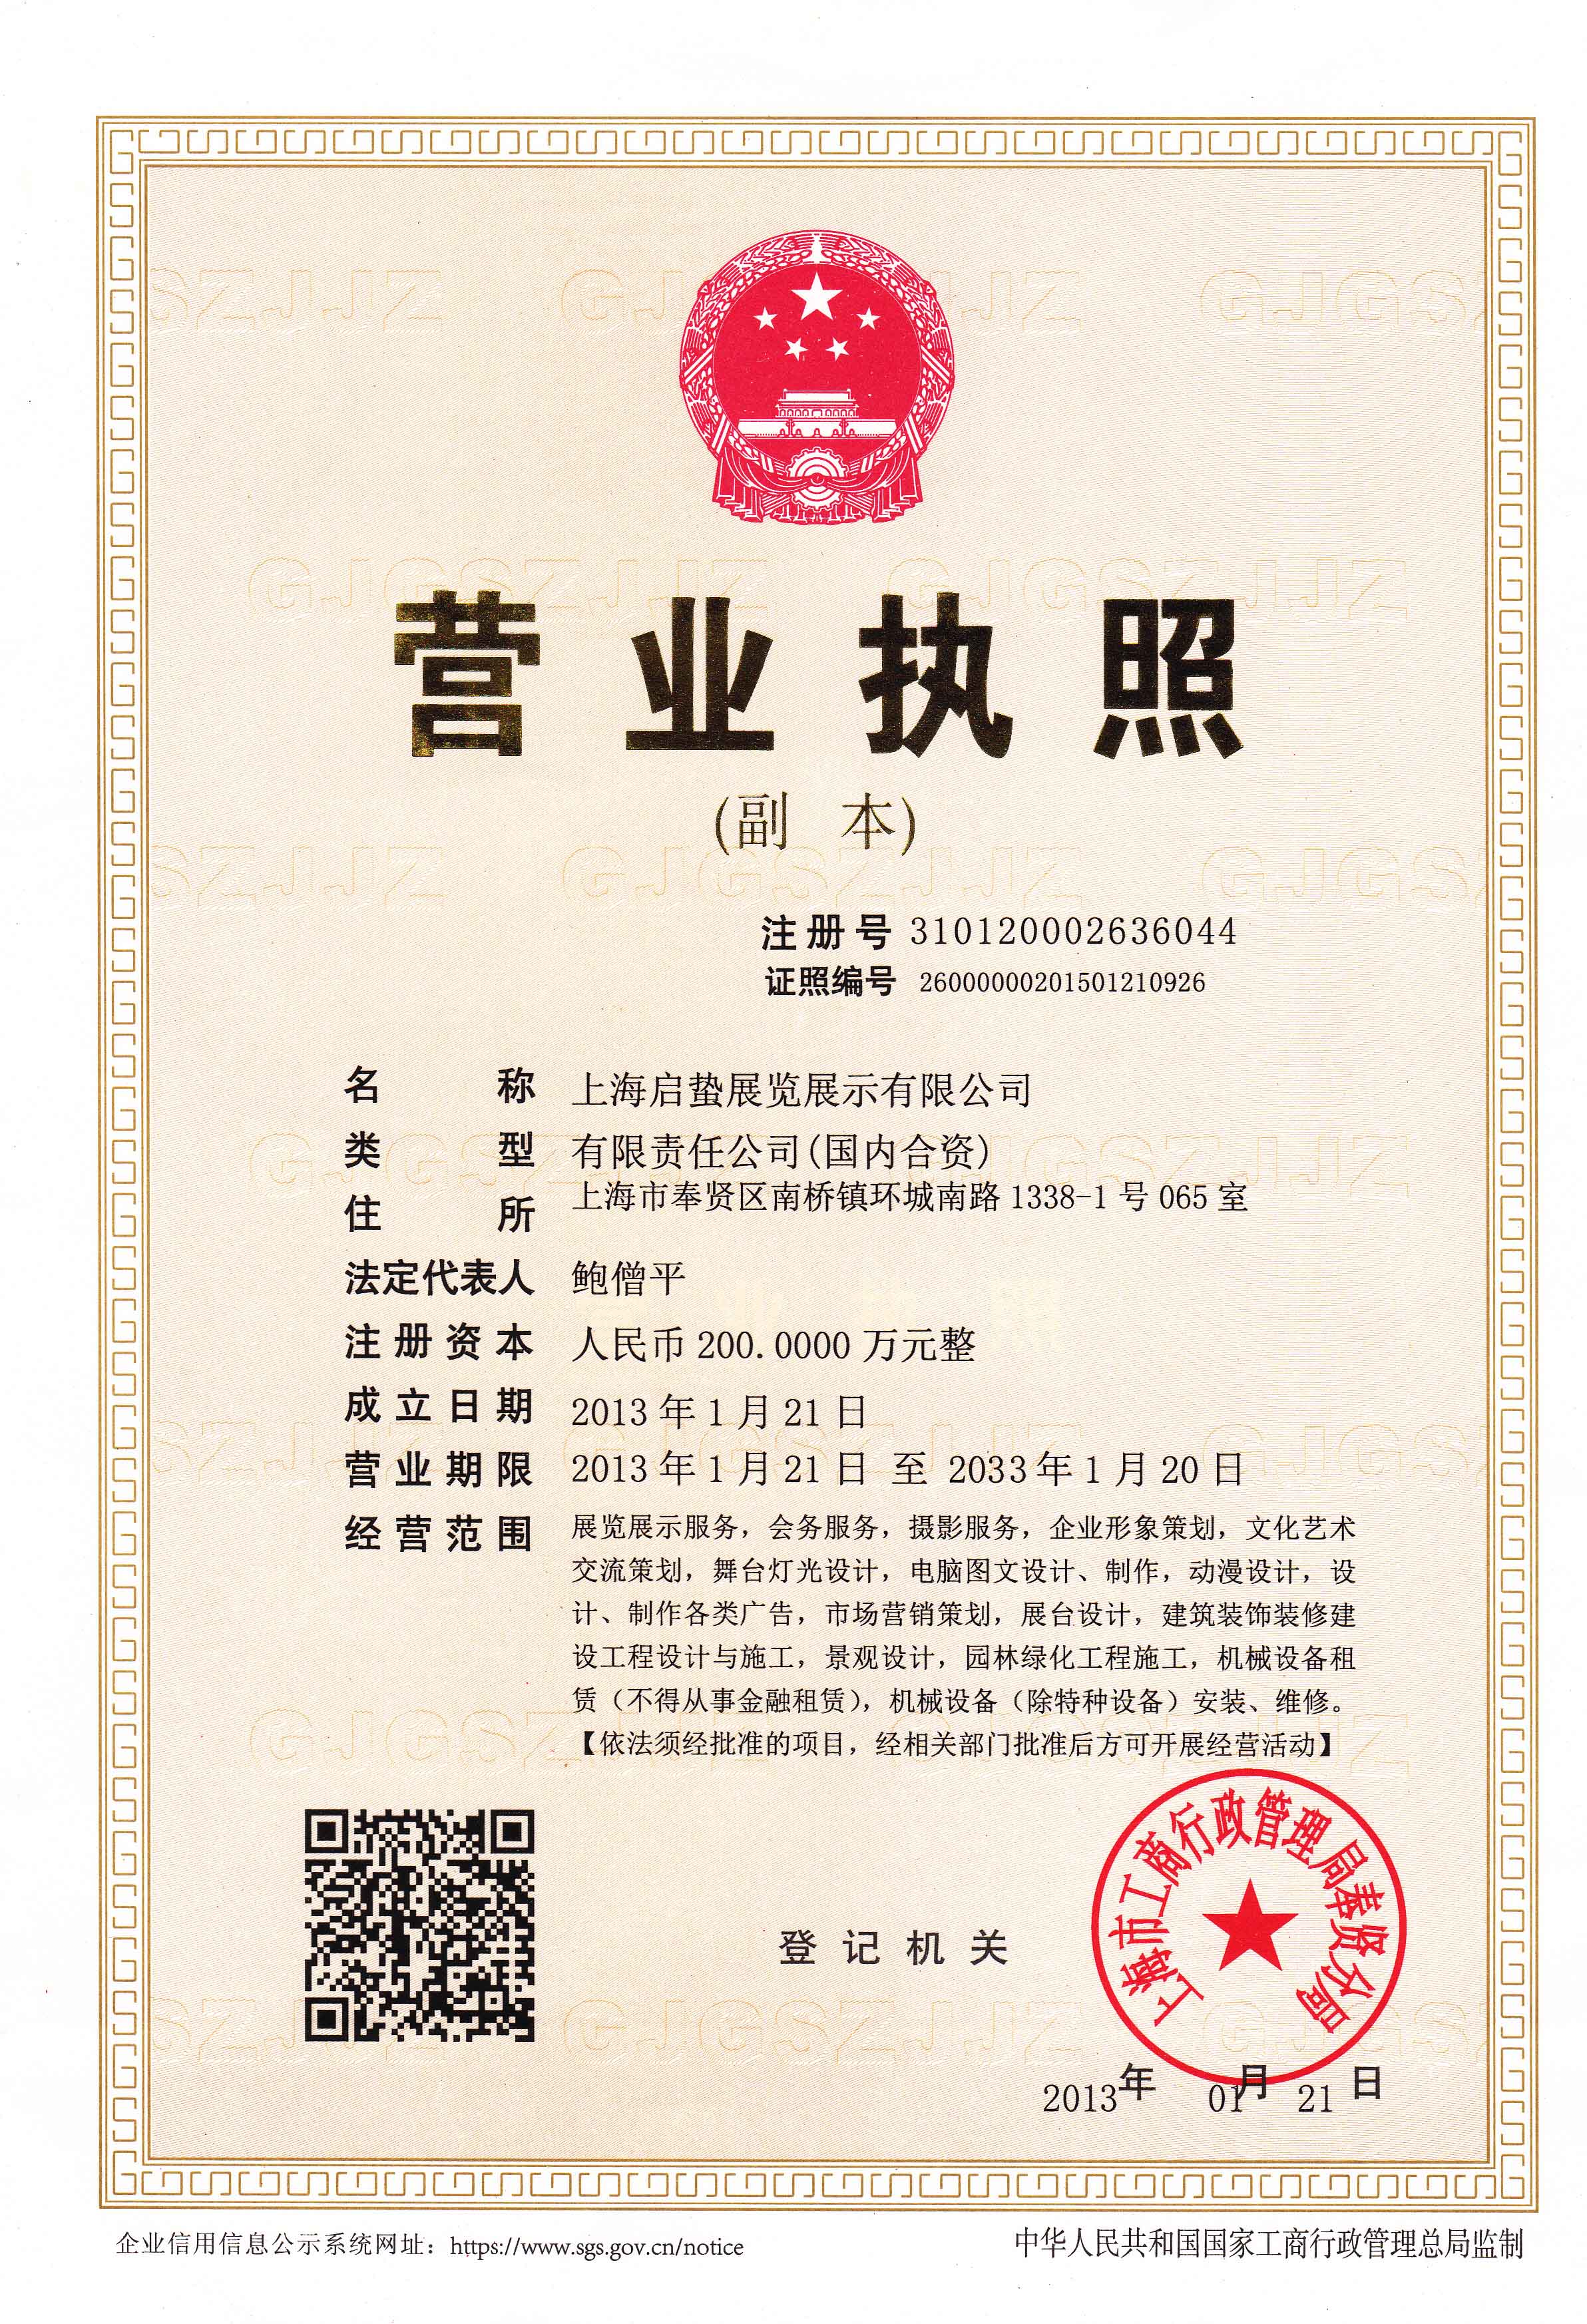 营业执照
(副 本)
注册号 310120002636044
证照编号 26000000201501210926
名称 上海启蛰展览展示有限公司
类型 有限责任公司(国内合资)
住所 上海市奉贤区南桥镇环城南路1338-1号065室
法定代表人 鲍僧平
注册资本 人民币200.0000万元整
成立日期 2013年1月21日
营业期限 2013年1月21日 至 2033年1月20日
经营范围 展览展示服务，会务服务，摄影服务，企业形象策划，文化艺术
交流策划，舞台灯光设计，电脑图文设计、制作，动漫设计，设
计、制作各类广告，市场营销策划，展台设计，建筑装饰装修建
设工程设计与施工，景观设计，园林绿化工程施工，机械设备租
赁（不得从事金融租赁），机械设备（除特种设备）安装、维修。
【依法须经批准的项目，经相关部门批准后方可开展经营活动】
登记机关
上海市工商行政管理局奉贤分局
2013年 01月 21日
企业信用信息公示系统网址：https://www.sgs.gov.cn/notice
中华人民共和国国家工商行政管理总局监制
GJGSZJJZ